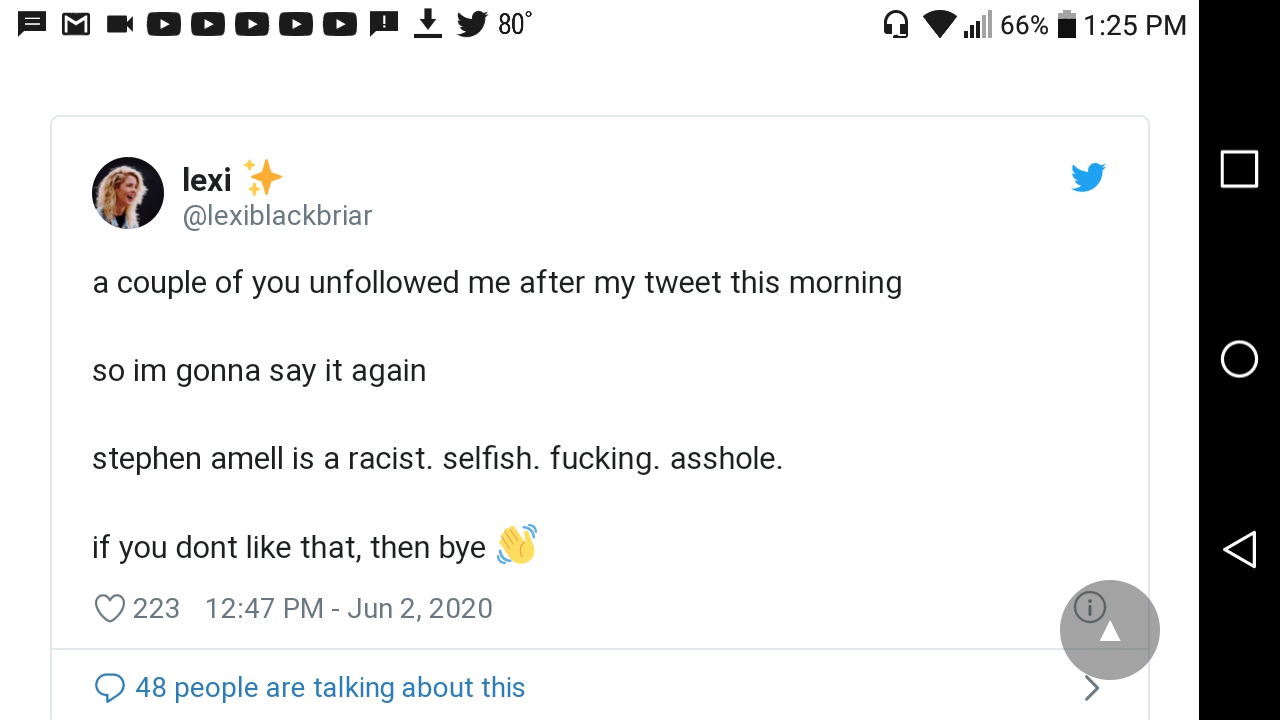 80° 66% 1:25 PM
lexi ✨
@lexiblackbriar
a couple of you unfollowed me after my tweet this morning
so im gonna say it again
stephen amell is a racist. selfish. fucking. asshole.
if you dont like that, then bye 👋
223 12:47 PM - Jun 2, 2020
48 people are talking about this